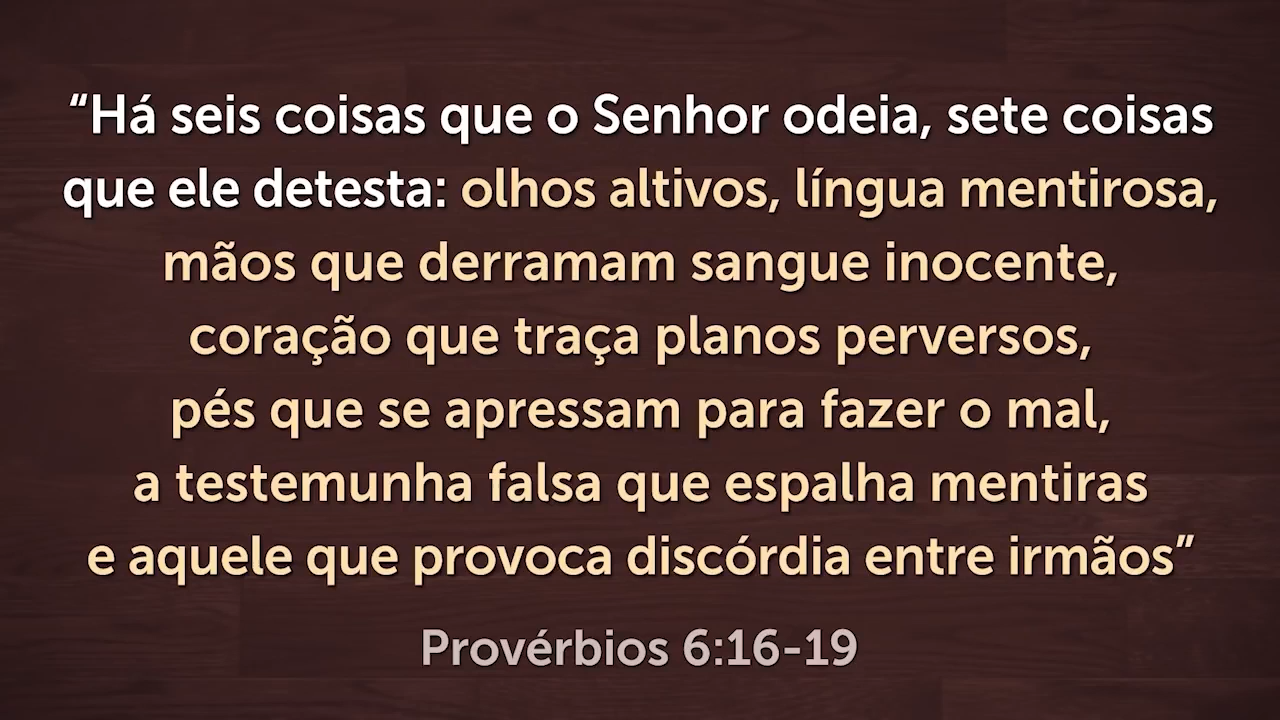 “Há seis coisas que o Senhor odeia, sete coisas
que ele detesta: olhos altivos, língua mentirosa,
mãos que derramam sangue inocente,
coração que traça planos perversos,
pés que se apressam para fazer o mal,
a testemunha falsa que espalha mentiras
e aquele que provoca discórdia entre irmãos”
Provérbios 6:16-19